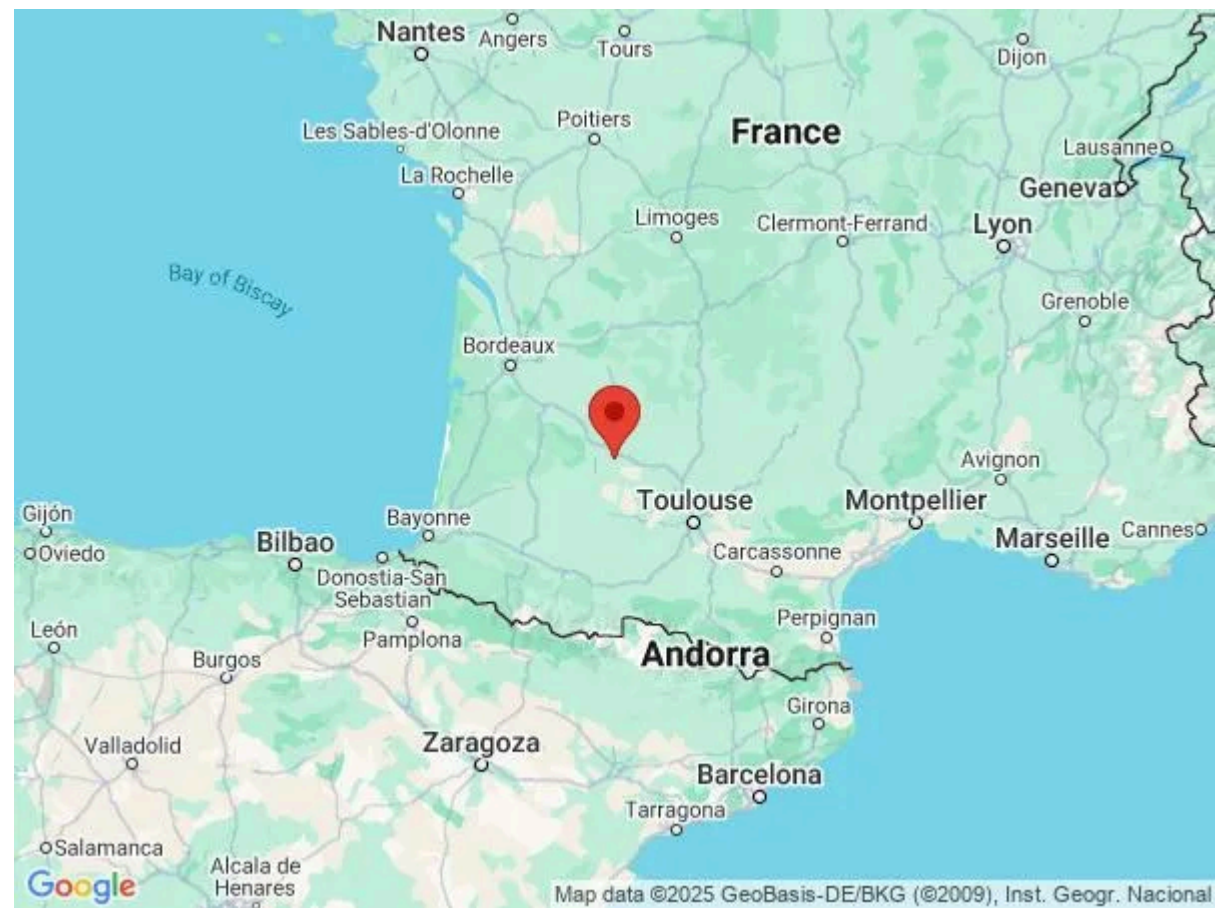 Nantes
Angers
Tours
Dijon
Les Sables-d'Olonne
Poitiers
France
Lausanne
La Rochelle
Geneva
Limoges
Clermont-Ferrand
Lyon
Bay of Biscay
Grenoble
Bordeaux
Avignon
Gijón
Bayonne
Toulouse
Montpellier
Oviedo
Bilbao
Carcassonne
Marseille
Cannes
Donostia-San
Sebastian
León
Pamplona
Perpignan
Burgos
Andorra
Girona
Valladolid
Zaragoza
Barcelona
Tarragona
Salamanca
Alcala de
Henares
Google
Map data ©2025 GeoBasis-DE/BKG (©2009), Inst. Geogr. Nacional